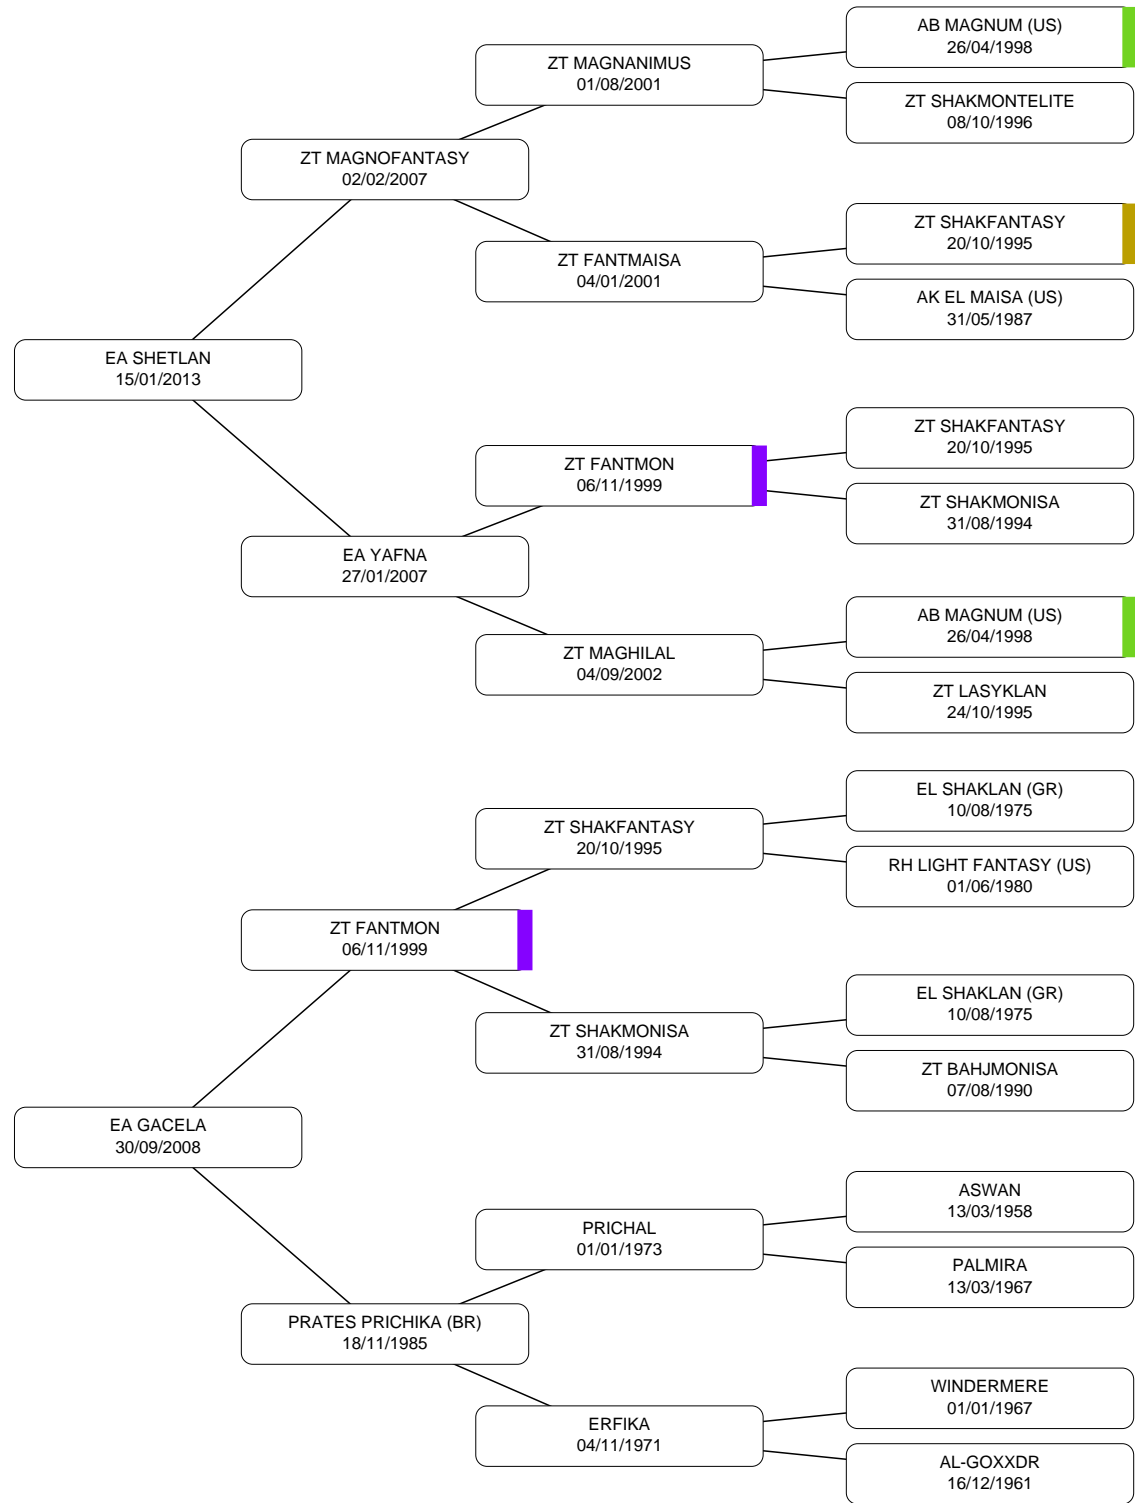 AB MAGNUM (US)
26/04/1998
ZT MAGNANIMUS
01/08/2001
ZT SHAKMONTELITE
08/10/1996
ZT MAGNOFANTASY
02/02/2007
ZT SHAKFANTASY
20/10/1995
ZT FANTMAISA
04/01/2001
AK EL MAISA (US)
31/05/1987
EA SHETLAN
15/01/2013
ZT SHAKFANTASY
20/10/1995
ZT FANTMON
06/11/1999
ZT SHAKMONISA
31/08/1994
EA YAFNA
27/01/2007
AB MAGNUM (US)
26/04/1998
ZT MAGHILAL
04/09/2002
ZT LASYKLAN
24/10/1995
EL SHAKLAN (GR)
10/08/1975
ZT SHAKFANTASY
20/10/1995
RH LIGHT FANTASY (US)
01/06/1980
ZT FANTMON
06/11/1999
EL SHAKLAN (GR)
10/08/1975
ZT SHAKMONISA
31/08/1994
ZT BAHJMONISA
07/08/1990
EA GACELA
30/09/2008
ASWAN
13/03/1958
PRICHAL
01/01/1973
PALMIRA
13/03/1967
PRATES PRICHIKA (BR)
18/11/1985
WINDERMERE
01/01/1967
ERFIKA
04/11/1971
AL-GOXXDR
16/12/1961